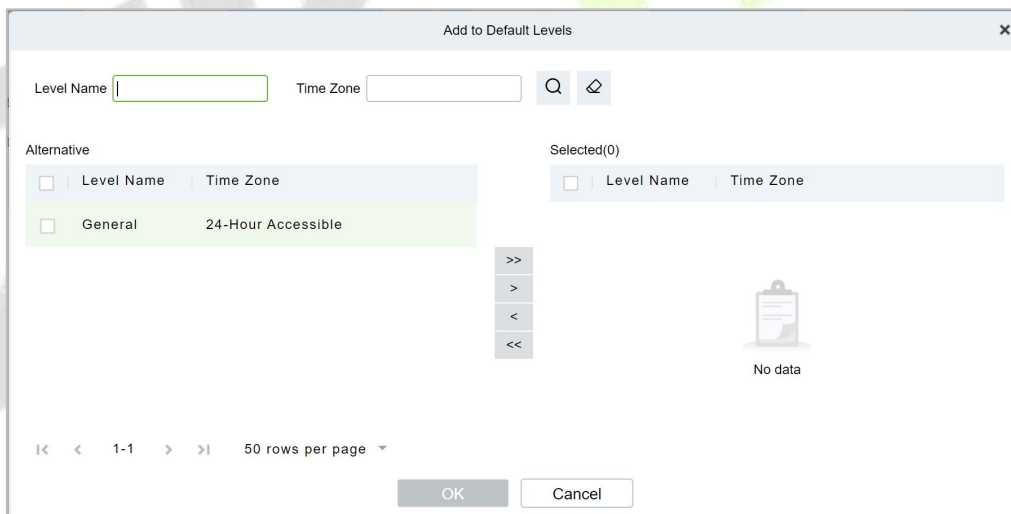 Add to Default Levels ×
Level Name Time Zone
Alternative Selected(0)
Level Name Time Zone Level Name Time Zone
General 24-Hour Accessible
>>
>
<
<<
No data
|< < 1-1 > >| 50 rows per page
OK Cancel